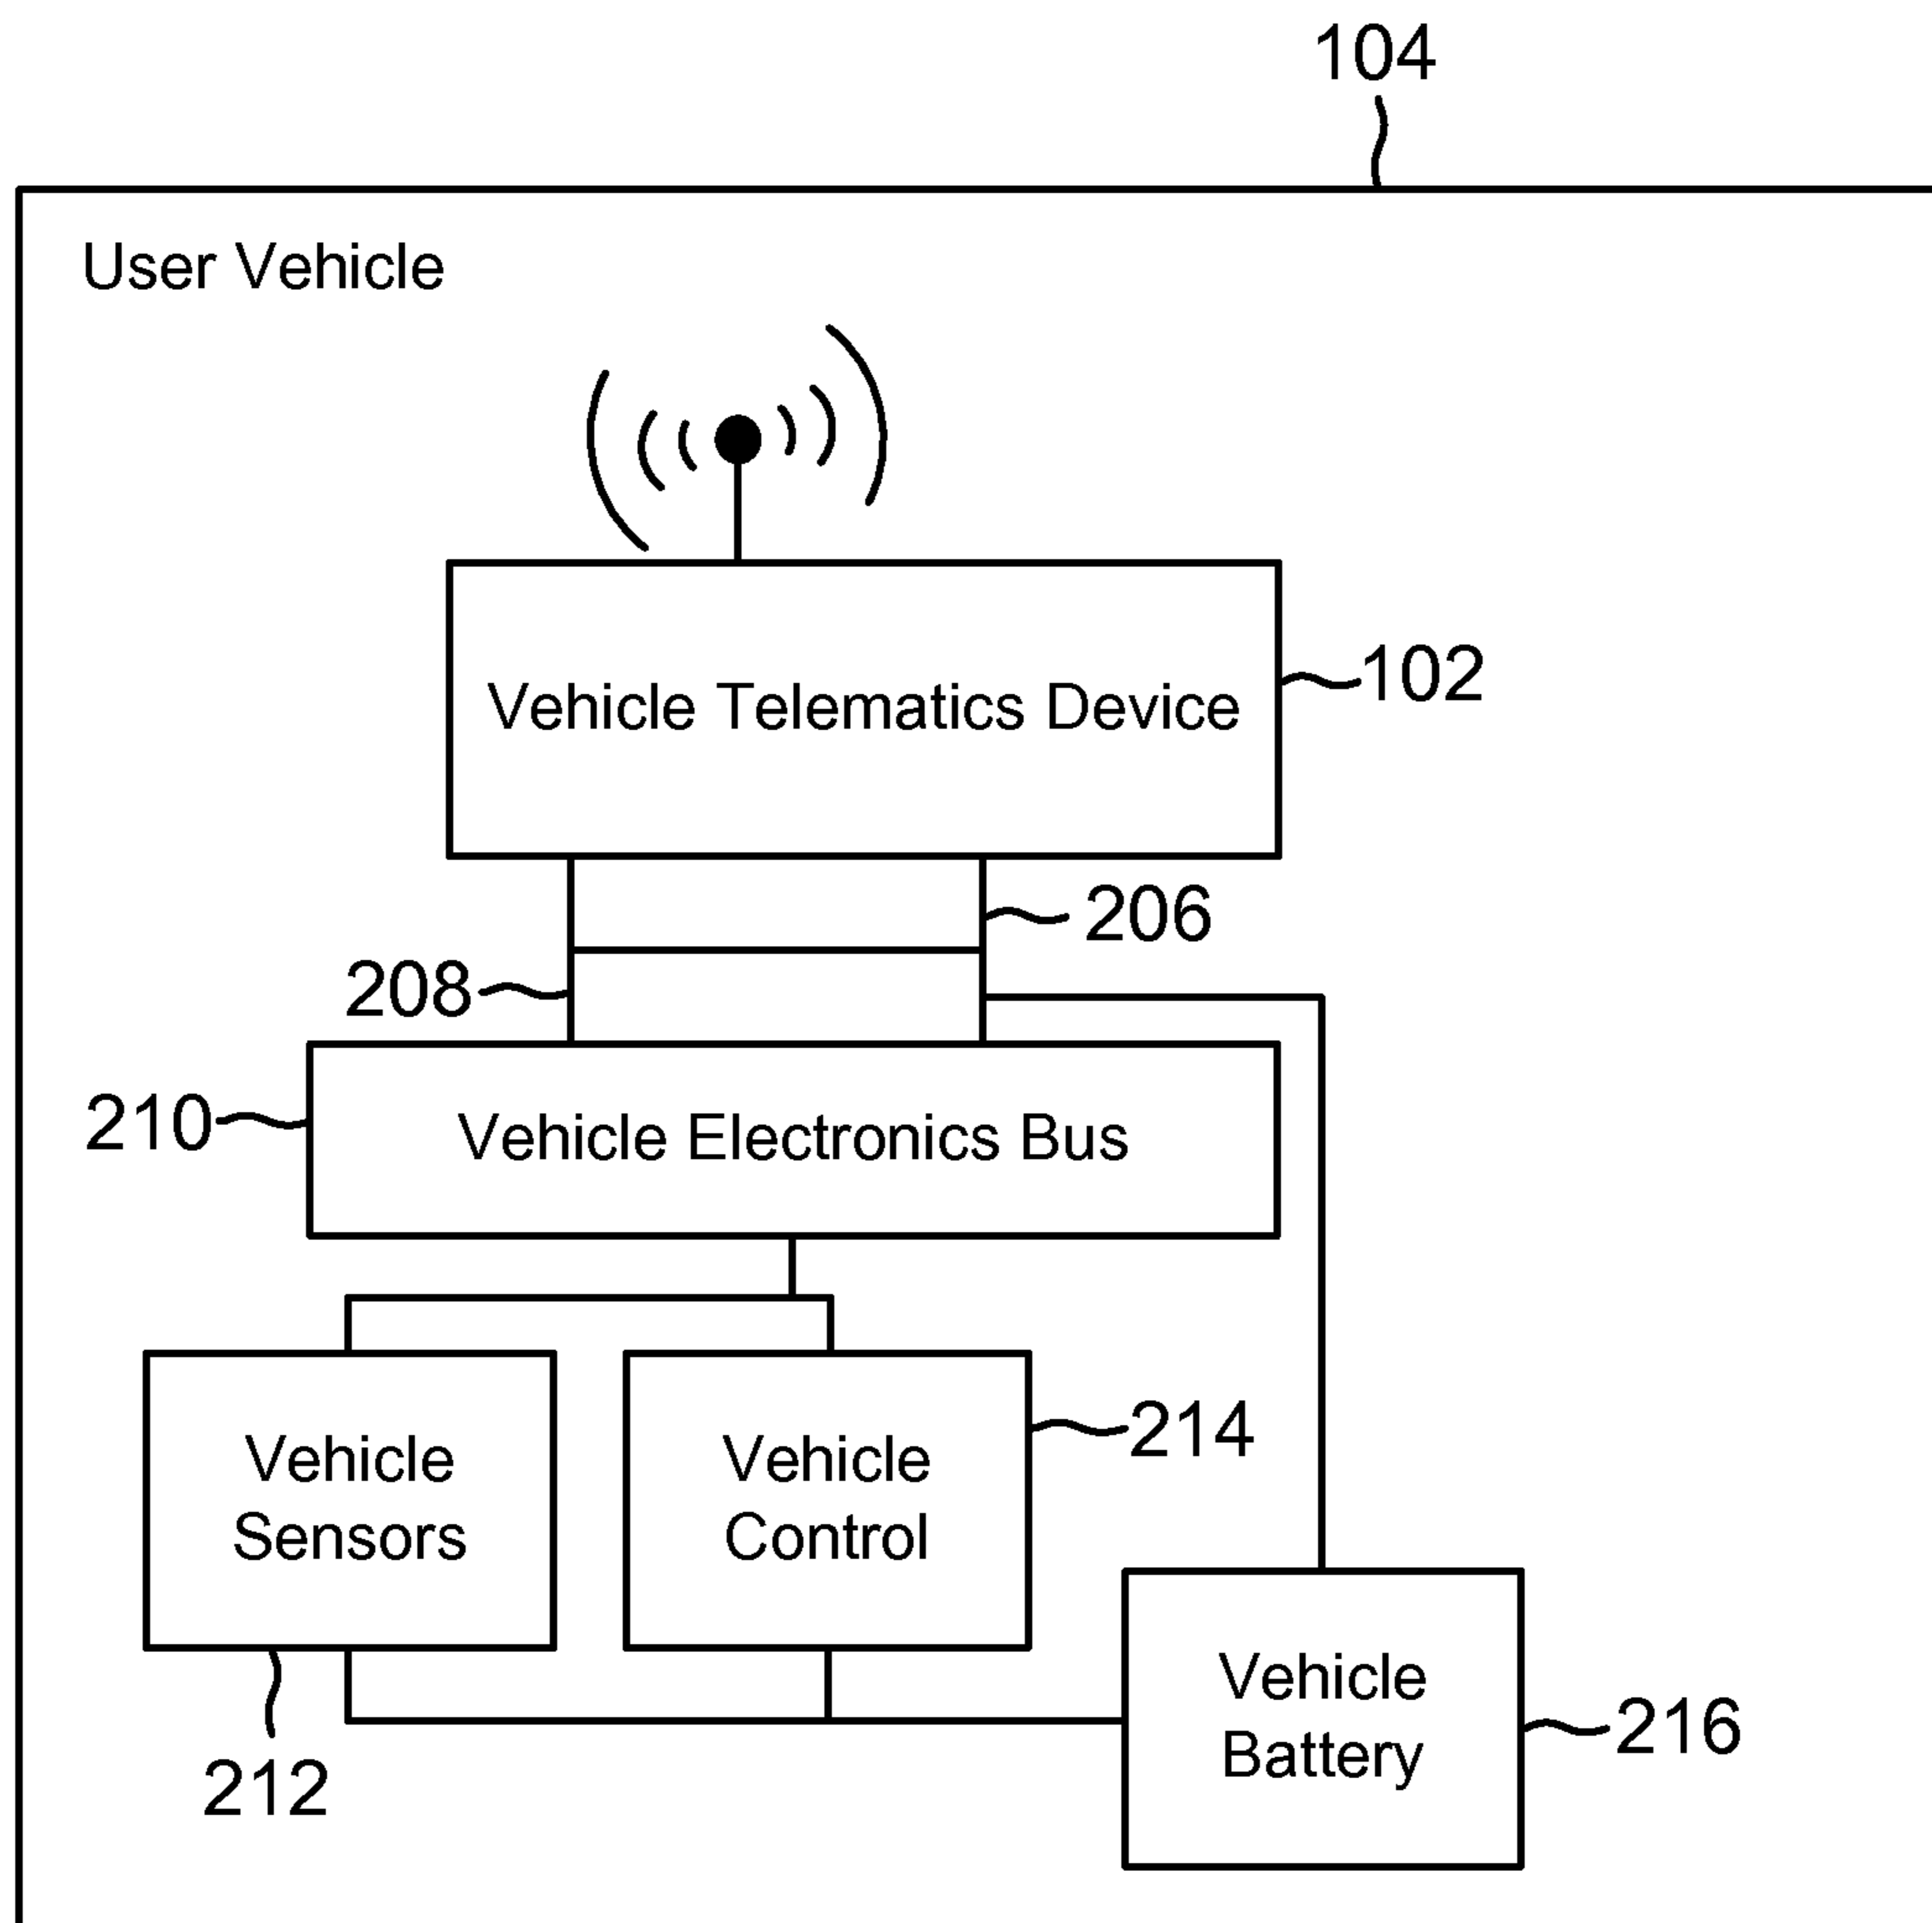 104
User Vehicle
Vehicle Telematics Device
102
206
208
210
Vehicle Electronics Bus
Vehicle
Sensors
Vehicle
Control
214
Vehicle
Battery
216
212